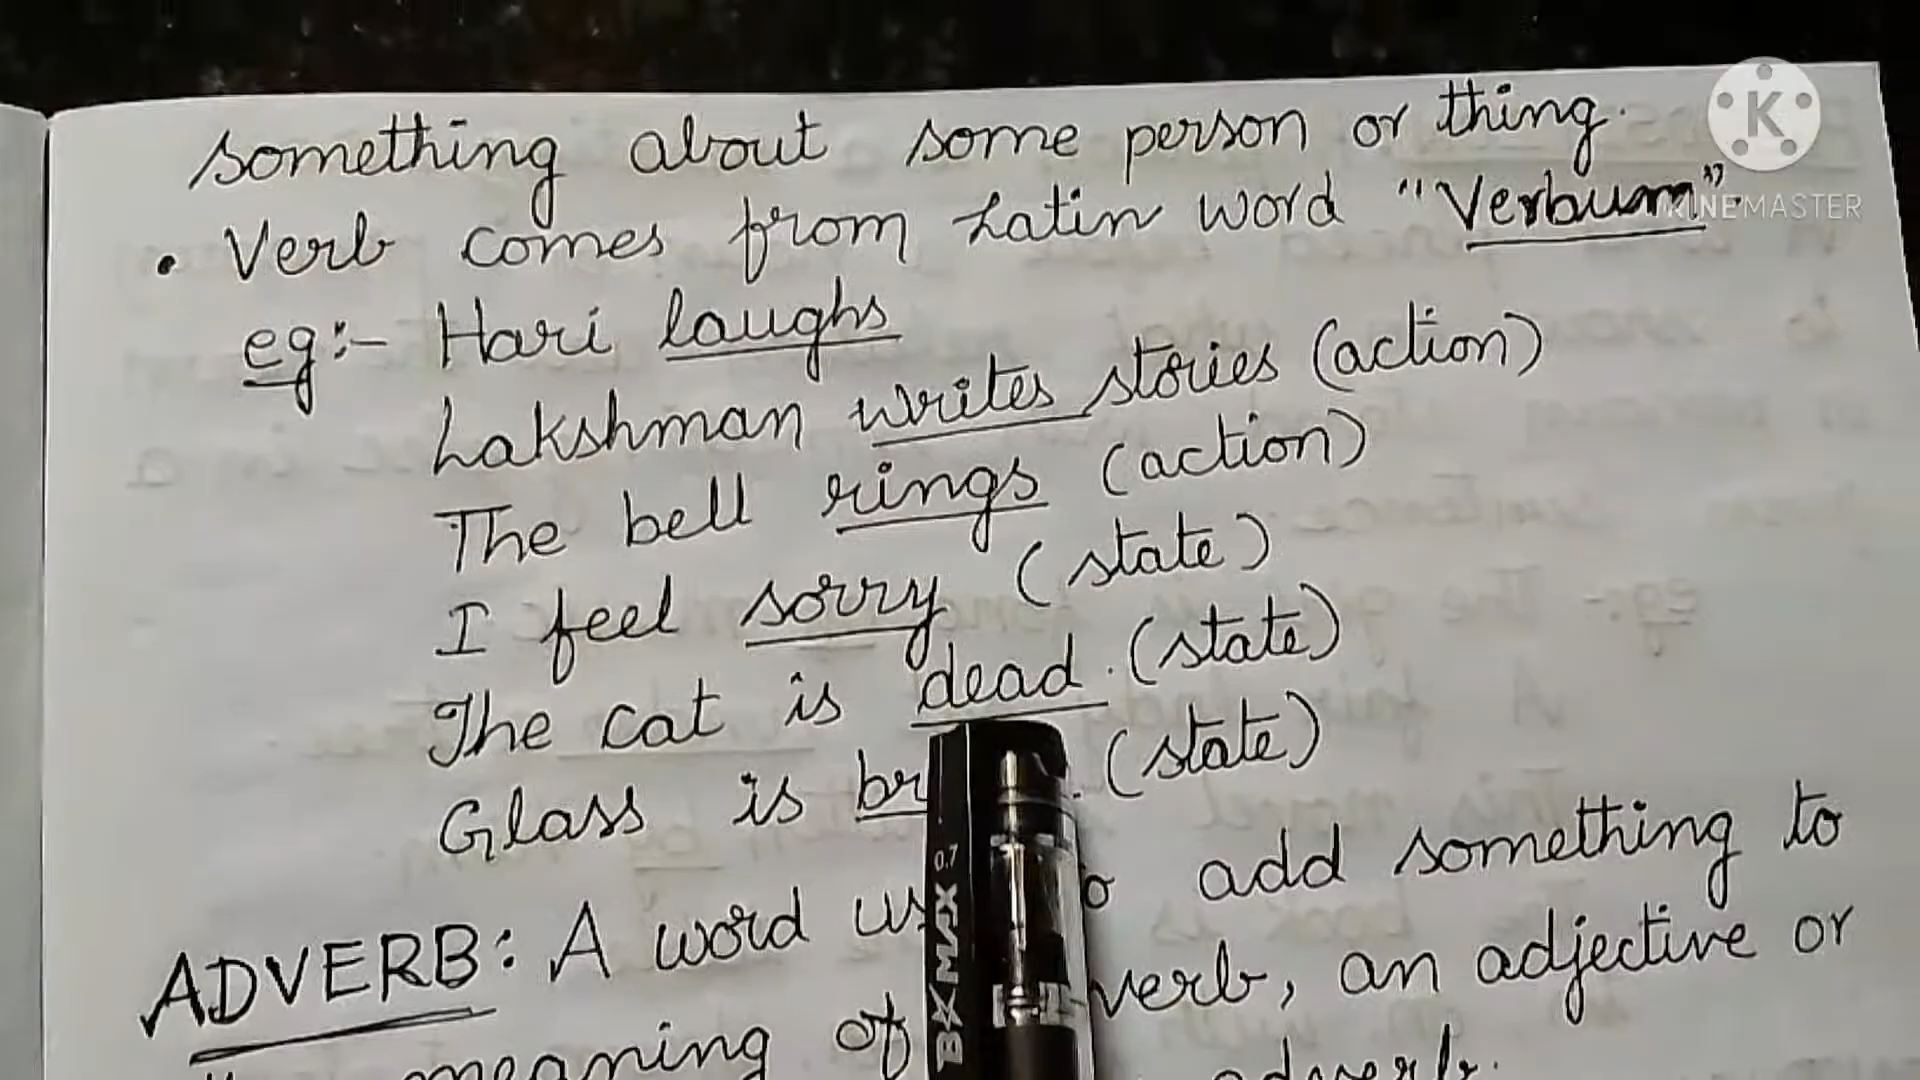 something about some person or thing.
• Verb comes from Latin word "Verbum"
eg:- Hari laughs
Lakshman writes stories (action)
The bell rings (action)
I feel sorry (state)
The cat is dead. (state)
Glass is . (state)
ADVERB: A word add something to
meaning of verb, an adjective or
adverb.
K
KINEMASTER
0.7
MAX